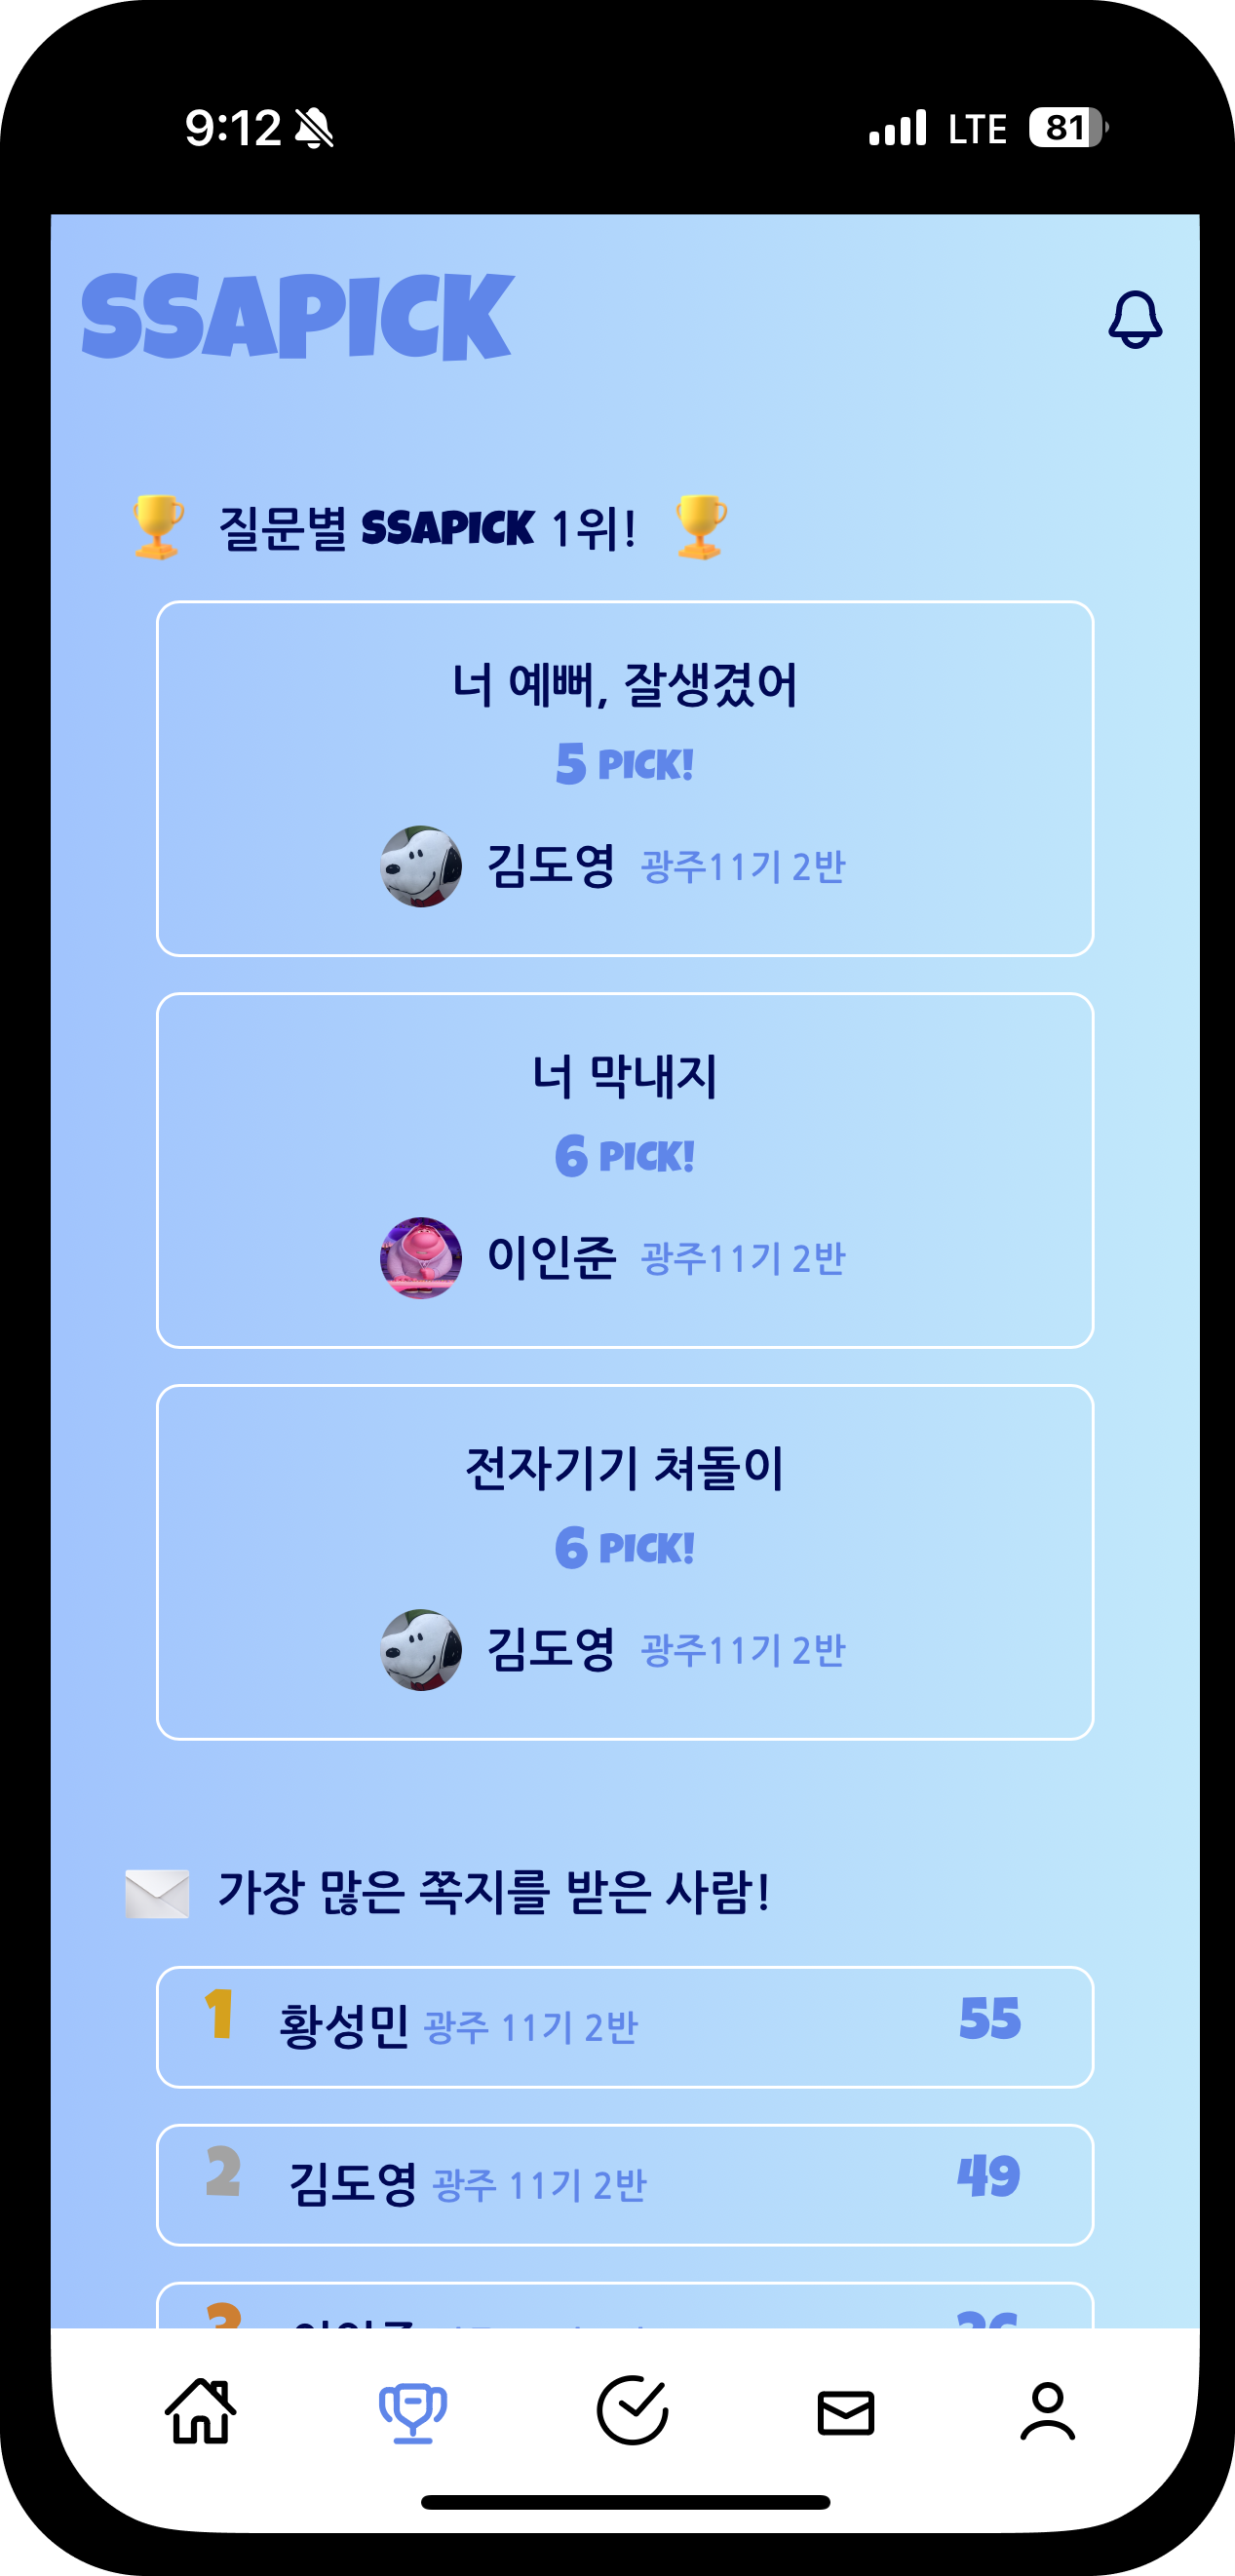 9:12 LTE 81
SSAPICK
질문별 SSAPICK 1위!
너 예뻐, 잘생겼어
5 PICK!
김도영 광주11기 2반
너 막내지
6 PICK!
이인준 광주11기 2반
전자기기 쳐돌이
6 PICK!
김도영 광주11기 2반
가장 많은 쪽지를 받은 사람!
1 황성민 광주 11기 2반 55
2 김도영 광주 11기 2반 49
3